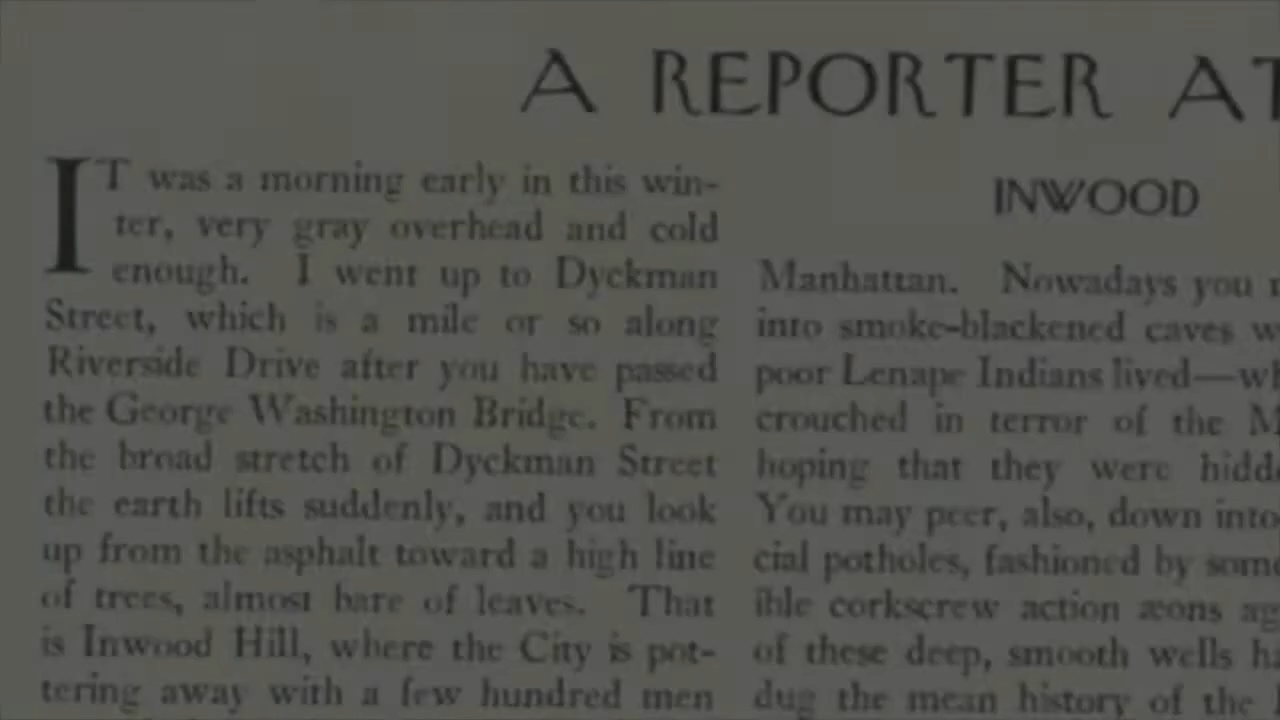 A REPORTER AT
IT was a morning early in this win-
ter, very gray overhead and cold
enough. I went up to Dyckman
Street, which is a mile or so along
Riverside Drive after you have passed
the George Washington Bridge. From
the broad stretch of Dyckman Street
the earth lifts suddenly, and you look
up from the asphalt toward a high line
of trees, almost bare of leaves. That
is Inwood Hill, where the City is pot-
tering away with a few hundred men
INWOOD
Manhattan. Nowadays you
into smoke-blackened caves
poor Lenape Indians lived—
crouched in terror of the
hoping that they were
You may peer, also, down into
cial potholes, fashioned by
ible corkscrew action æons
of these deep, smooth wells
dug the mean history of the